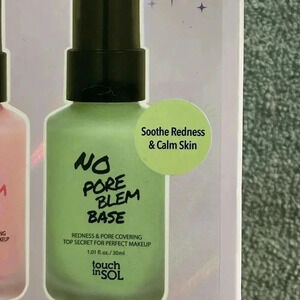 Soothe Redness
& Calm Skin
NO
PORE
BLEM
BASE
REDNESS & PORE COVERING
TOP SECRET FOR PERFECT MAKEUP
1.01 fl.oz. / 30ml
touch
in SOL